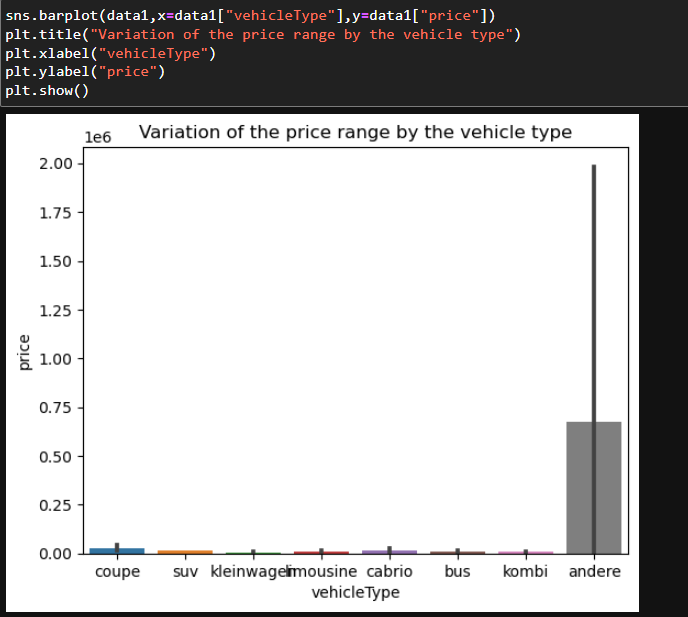 sns.barplot(data1,x=data1["vehicleType"],y=data1["price"])
plt.title("Variation of the price range by the vehicle type")
plt.xlabel("vehicleType")
plt.ylabel("price")
plt.show()
1e6
Variation of the price range by the vehicle type
2.00
1.75
1.50
1.25
1.00
0.75
0.50
0.25
0.00
price
coupe suv kleinwagen limousine cabrio bus kombi andere
vehicleType